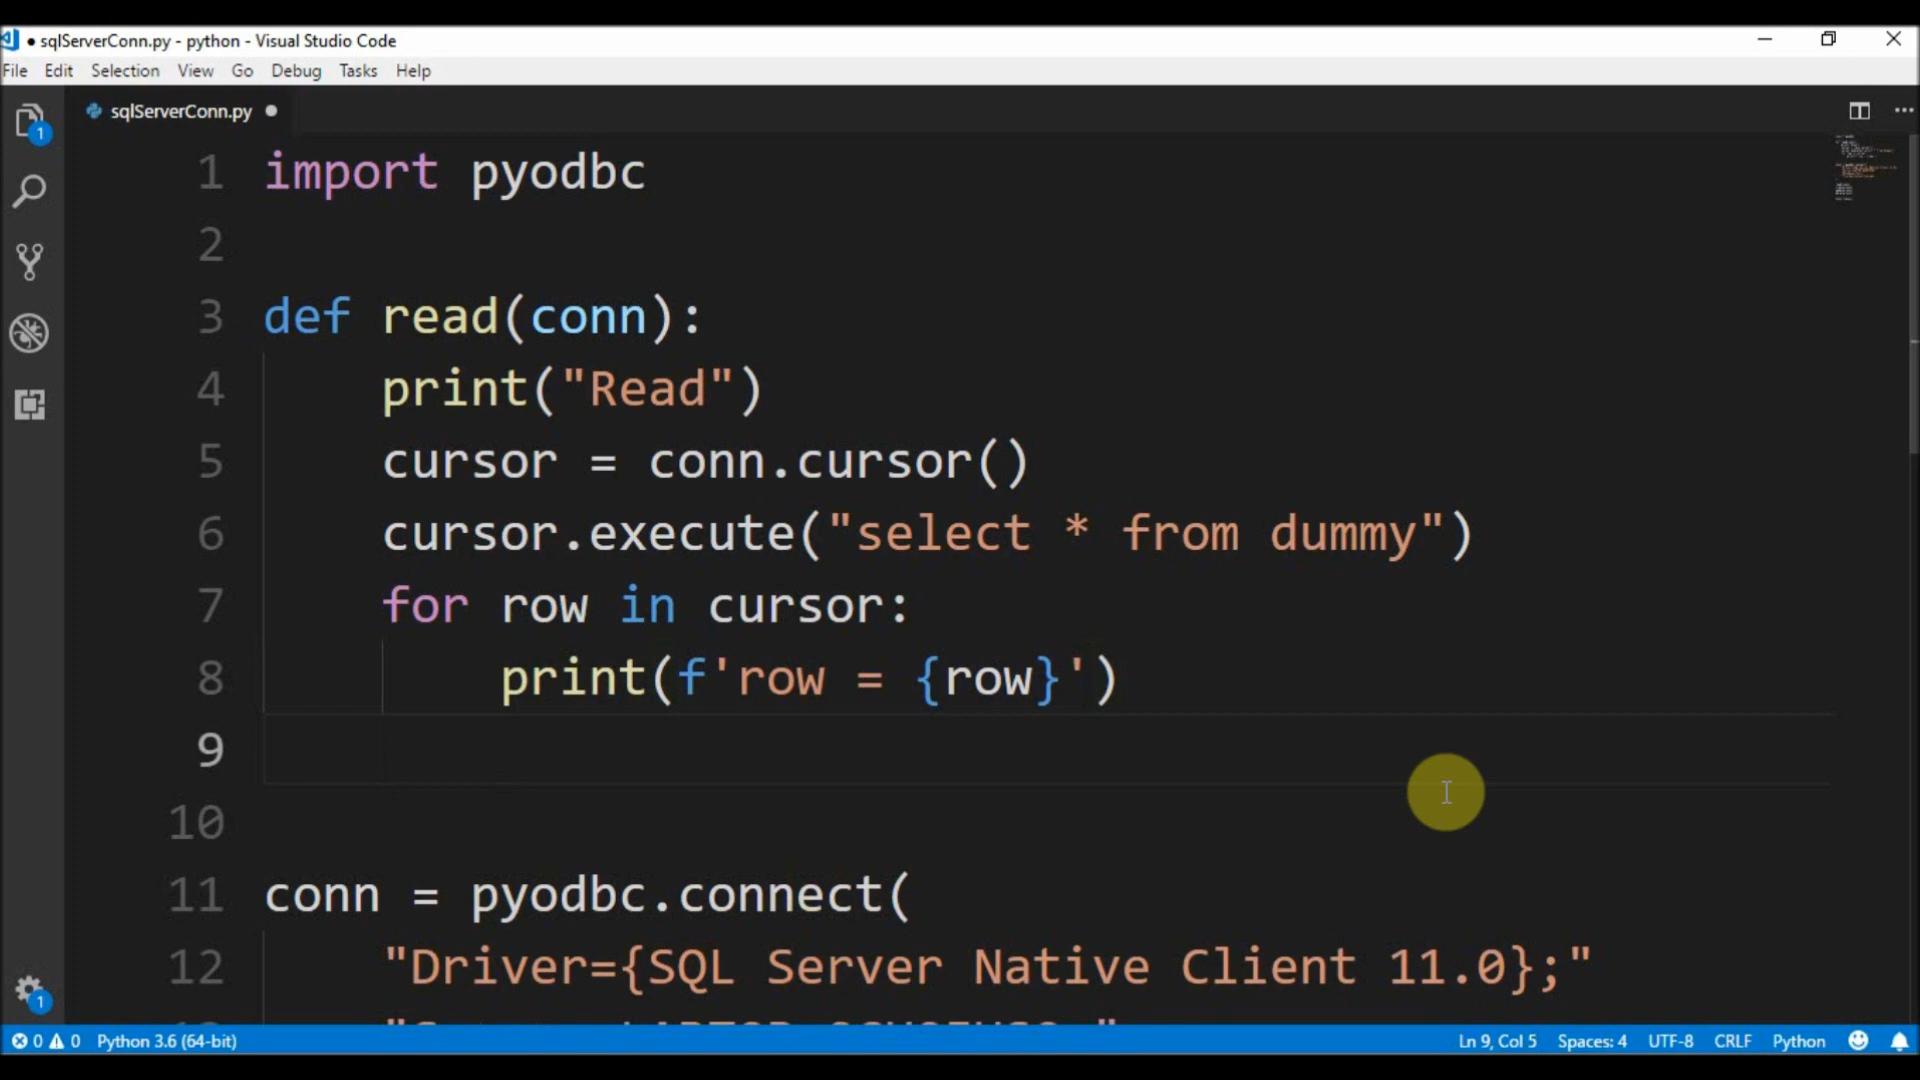 ● sqlServerConn.py - python - Visual Studio Code
File Edit Selection View Go Debug Tasks Help
sqlServerConn.py ●
1 import pyodbc
2
3 def read(conn):
4     print("Read")
5     cursor = conn.cursor()
6     cursor.execute("select * from dummy")
7     for row in cursor:
8         print(f'row = {row}')
9
10
11 conn = pyodbc.connect(
12     "Driver={SQL Server Native Client 11.0};"
1
1
0 0 Python 3.6 (64-bit) Ln 9, Col 5 Spaces: 4 UTF-8 CRLF Python